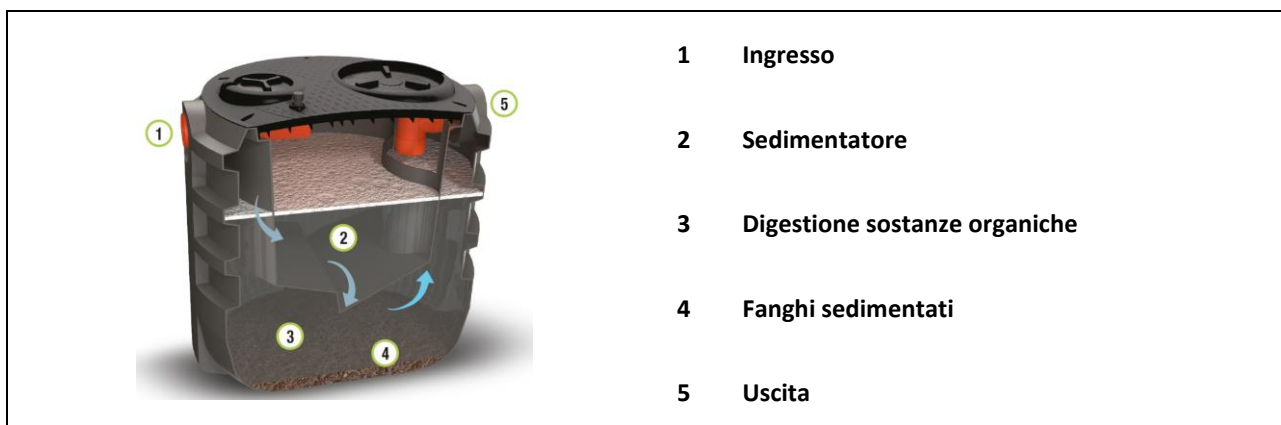 1 Ingresso
2 Sedimentatore
3 Digestione sostanze organiche
4 Fanghi sedimentati
5 Uscita
1
5
2
3
4